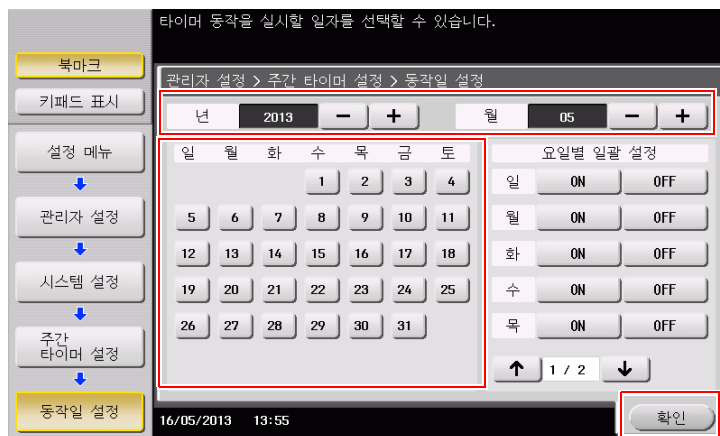 타이머 동작을 실시할 일자를 선택할 수 있습니다.
북마크
키패드 표시
설정 메뉴
관리자 설정
시스템 설정
주간
타이머 설정
동작일 설정
관리자 설정 > 주간 타이머 설정 > 동작일 설정
년 2013 − + 월 05 − +
일 월 화 수 목 금 토
1 2 3 4
5 6 7 8 9 10 11
12 13 14 15 16 17 18
19 20 21 22 23 24 25
26 27 28 29 30 31
요일별 일괄 설정
일 ON OFF
월 ON OFF
화 ON OFF
수 ON OFF
목 ON OFF
↑ 1 / 2 ↓
16/05/2013 13:55
확인